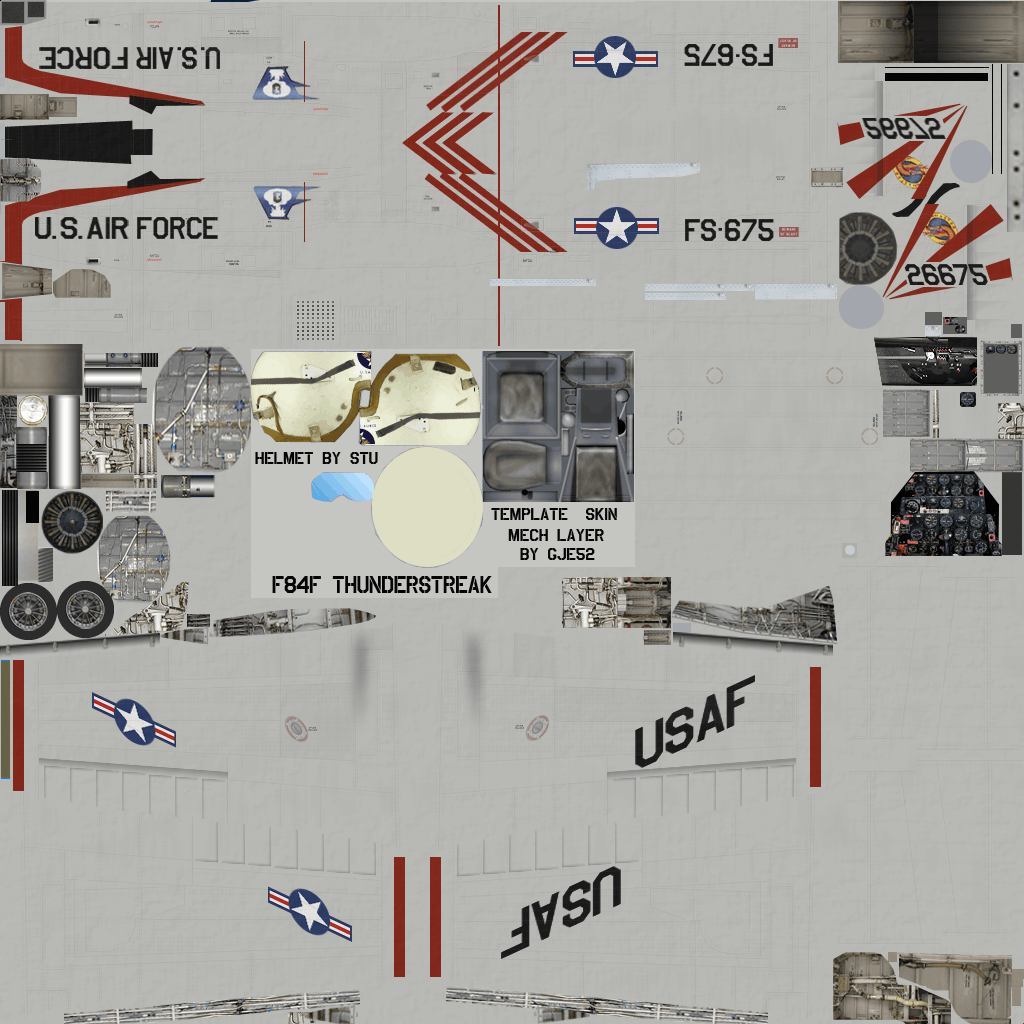 U.S. AIR FORCE
FS-675
26675
U.S. AIR FORCE
FS-675
26675
HELMET BY STU
TEMPLATE SKIN
MECH LAYER
BY GJE52
F84F THUNDERSTREAK
USAF
USAF